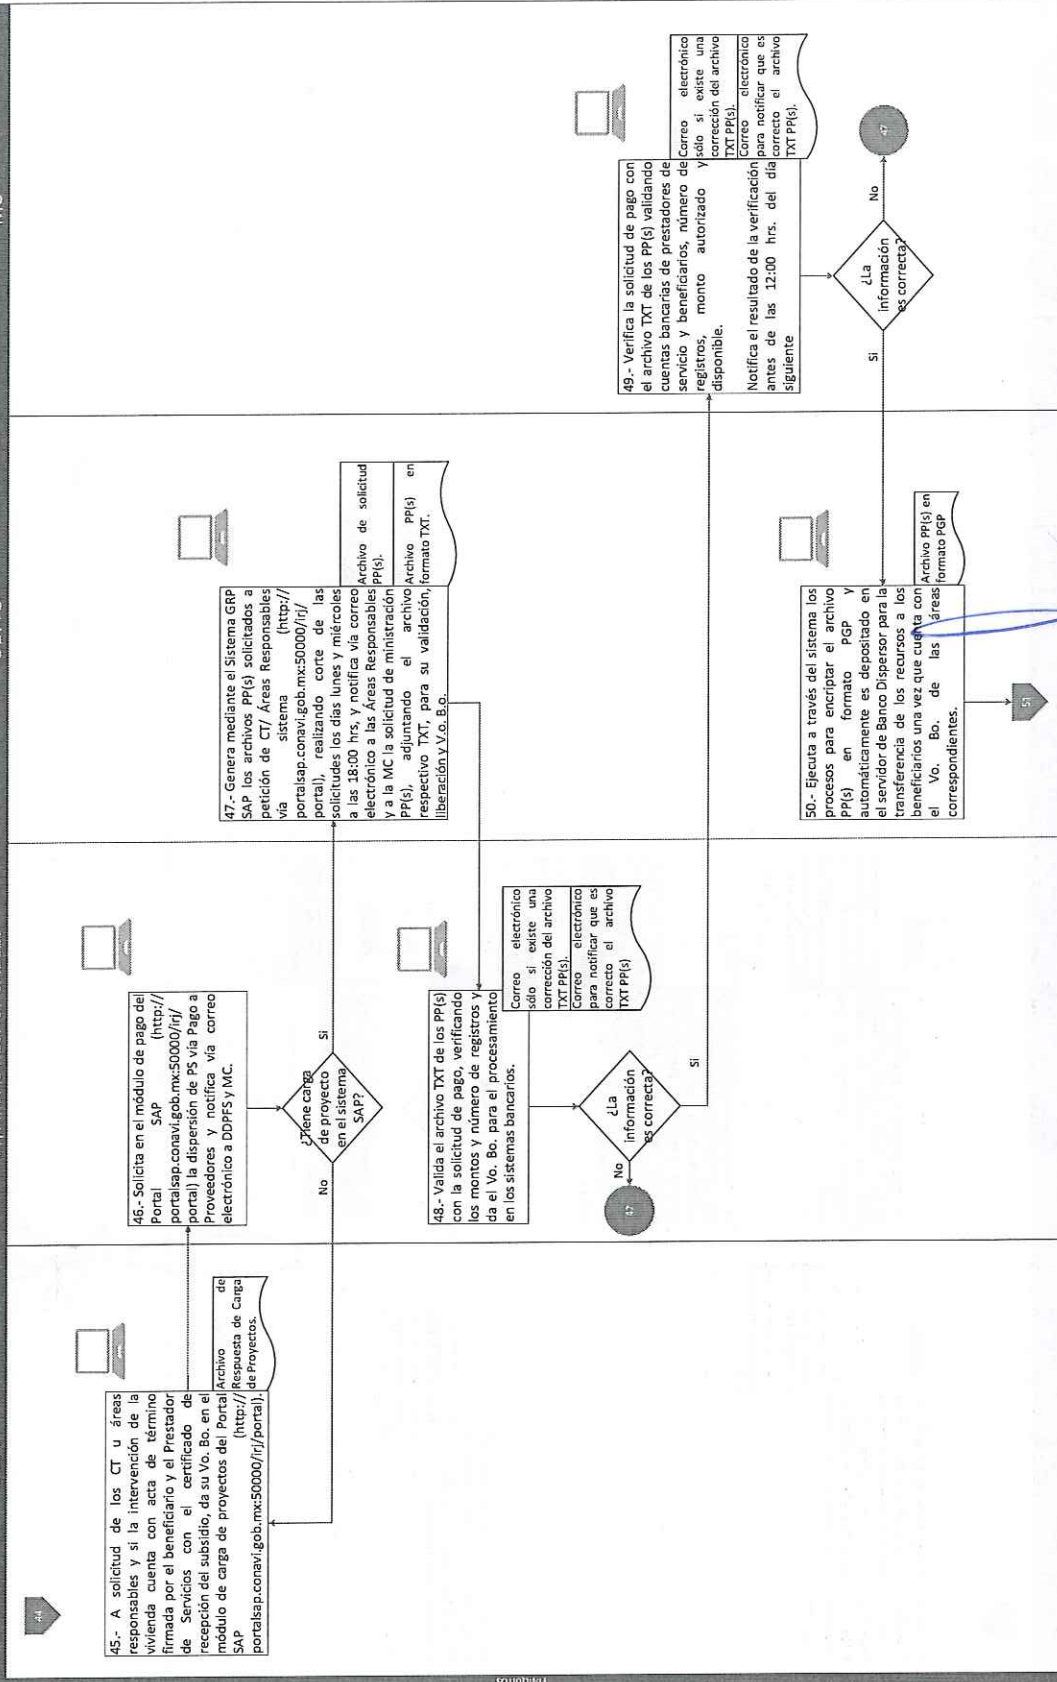 44
45.- A solicitud de los CT u áreas
responsables y si la intervención de la
vivienda cuenta con acta de término
firmada por el beneficiario y el Prestador
de Servicios con el certificado de
recepción del subsidio, da su Vo. Bo. en el
módulo de carga de proyectos del Portal
SAP (http://
portalsap.conavi.gob.mx:50000/irj/portal).
Archivo de
Respuesta de Carga
de Proyectos.
46.- Solicita en el módulo de pago del
Portal SAP (http://
portalsap.conavi.gob.mx:50000/irj/
portal) la dispersión de PS vía Pago a
Proveedores y notifica vía correo
electrónico a DDPFS y MC.
¿Tiene carga
de proyecto
en el sistema
SAP?
No
Si
47.- Genera mediante el Sistema GRP
SAP los archivos PP(s) solicitados a
petición de CT/ Áreas Responsables
vía sistema (http://
portalsap.conavi.gob.mx:50000/irj/
portal), realizando corte de las
solicitudes los días lunes y miércoles
a las 18:00 hrs, y notifica vía correo
electrónico a las Áreas Responsables
y a la MC la solicitud de ministración
PP(s), adjuntando el archivo
respectivo TXT, para su validación,
liberación y V.o. B.o.
Archivo de solicitud
PP(s).
Archivo PP(s) en
formato TXT.
48.- Valida el archivo TXT de los PP(s)
con la solicitud de pago, verificando
los montos y número de registros y
da el Vo. Bo. para el procesamiento
en los sistemas bancarios.
Correo electrónico
sólo si existe una
corrección del archivo
TXT PP(s).
Correo electrónico
para notificar que es
correcto el archivo
TXT PP(s)
¿La
información
es correcta?
No
47
Si
49.- Verifica la solicitud de pago con
el archivo TXT de los PP(s) validando
cuentas bancarias de prestadores de
servicio y beneficiarios, número de
registros, monto autorizado y
disponible.
Notifica el resultado de la verificación
antes de las 12:00 hrs. del día
siguiente
Correo electrónico
sólo si existe una
corrección del archivo
TXT PP(s).
Correo electrónico
para notificar que es
correcto el archivo
TXT PP(s).
¿La
información
es correcta?
No
47
Si
50.- Ejecuta a través del sistema los
procesos para encriptar el archivo
PP(s) en formato PGP y
automáticamente es depositado en
el servidor de Banco Dispersor para la
transferencia de los recursos a los
beneficiarios una vez que cuenta con
el Vo. Bo. de las áreas
correspondientes.
Archivo PP(s) en
formato PGP
51